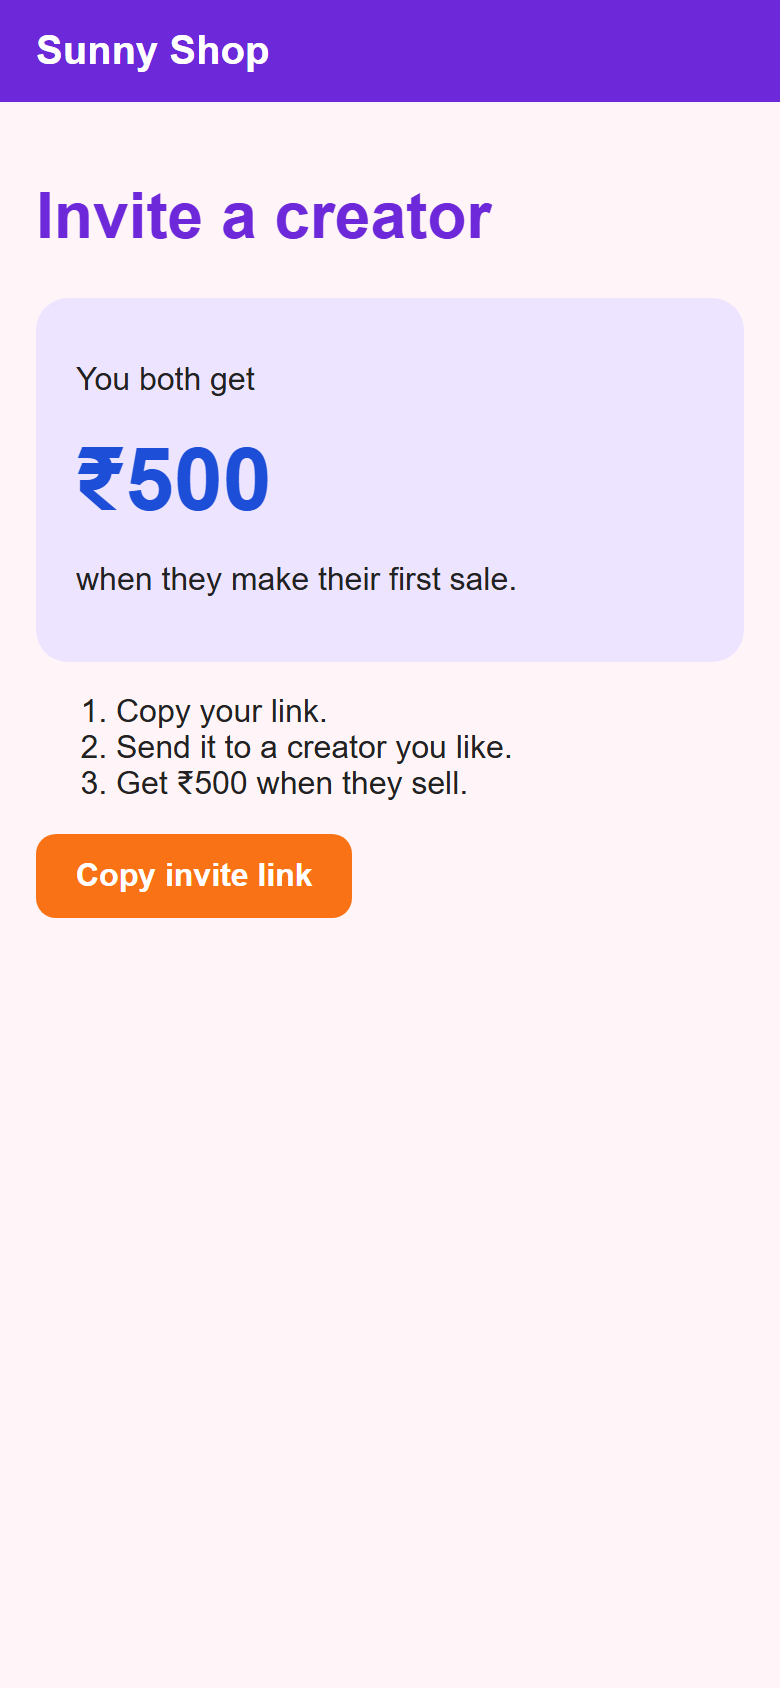 Sunny Shop
Invite a creator
You both get
₹500
when they make their first sale.
1. Copy your link.
2. Send it to a creator you like.
3. Get ₹500 when they sell.
Copy invite link